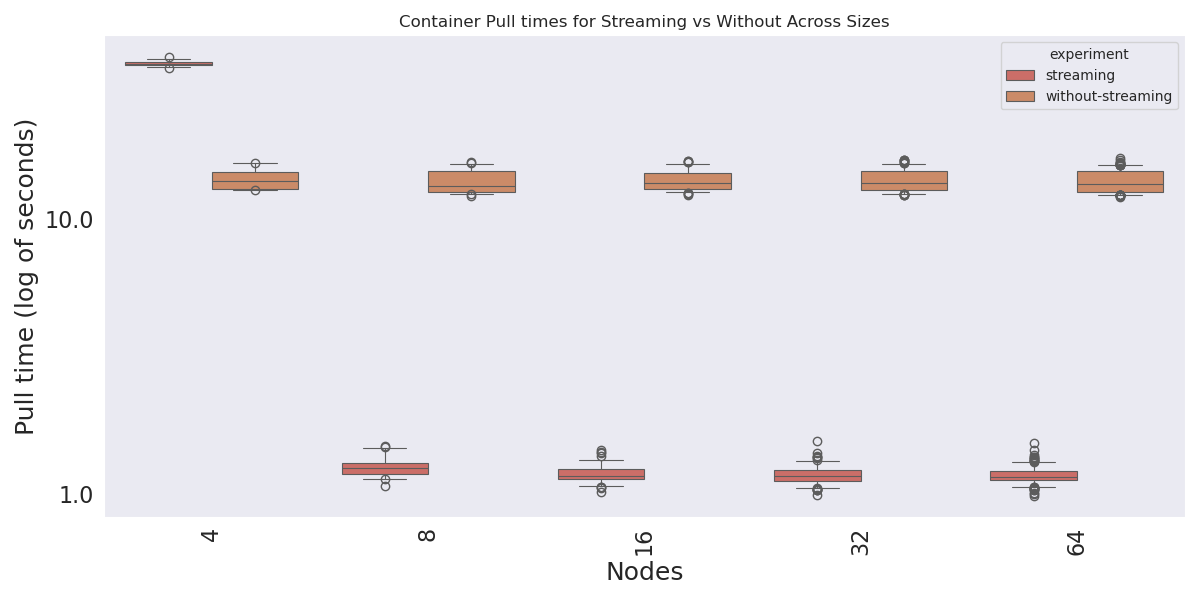 Container Pull times for Streaming vs Without Across Sizes
experiment
streaming
without-streaming
Pull time (log of seconds)
10.0
1.0
4
8
16
32
64
Nodes